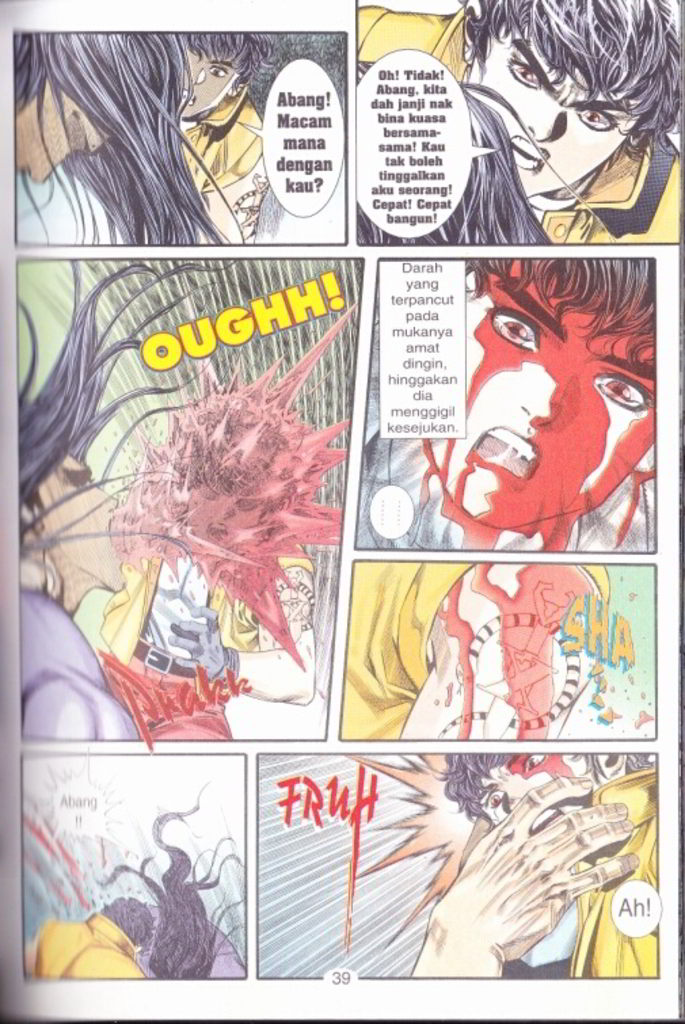 Abang!
Macam
mana
dengan
kau?
Oh! Tidak!
Abang, kita
dah janji nak
bina kuasa
bersama-
sama! Kau
tak boleh
tinggalkan
aku seorang!
Cepat! Cepat
bangun!
OUGHH!
Darah
yang
terpancut
pada
mukanya
amat
dingin,
hinggakan
dia
menggigil
kesejukan.
SHA
Abang
!!
FRUH
Ah!
39